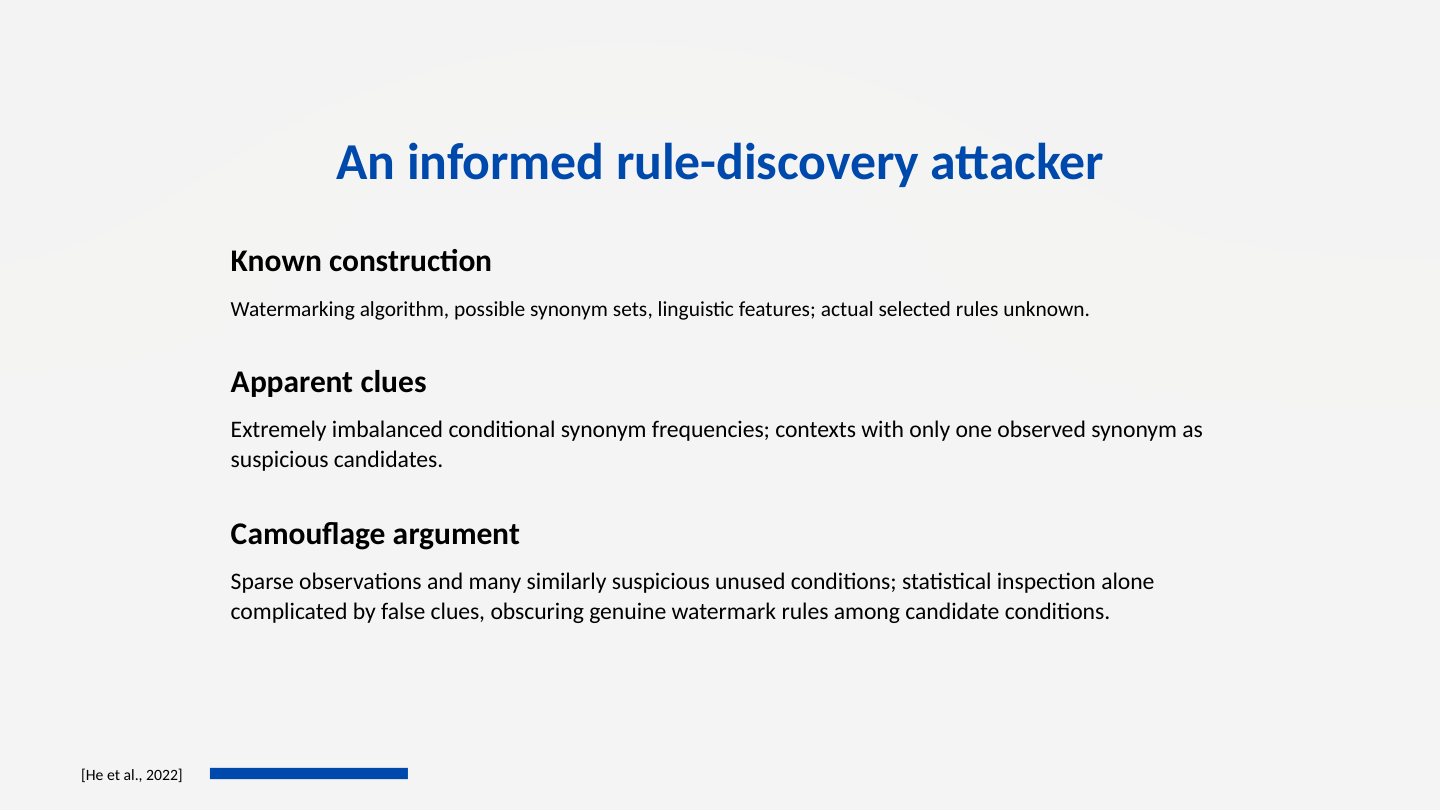 An informed rule-discovery attacker
Known construction
Watermarking algorithm, possible synonym sets, linguistic features; actual selected rules unknown.
Apparent clues
Extremely imbalanced conditional synonym frequencies; contexts with only one observed synonym as
suspicious candidates.
Camouflage argument
Sparse observations and many similarly suspicious unused conditions; statistical inspection alone
complicated by false clues, obscuring genuine watermark rules among candidate conditions.
[He et al., 2022]